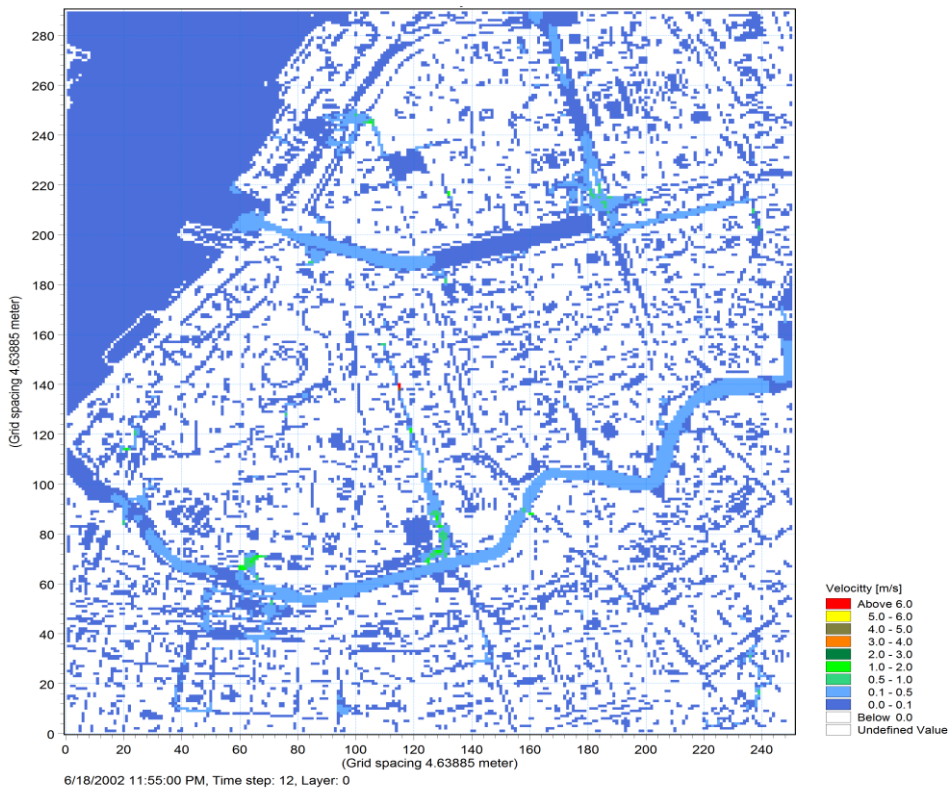 280
260
240
220
200
180
160
140
120
100
80
60
40
20
0
(Grid spacing 4.63885 meter)
0 20 40 60 80 100 120 140 160 180 200 220 240
(Grid spacing 4.63885 meter)
6/18/2002 11:55:00 PM, Time step: 12, Layer: 0
Velocitty [m/s]
Above 6.0
5.0 - 6.0
4.0 - 5.0
3.0 - 4.0
2.0 - 3.0
1.0 - 2.0
0.5 - 1.0
0.1 - 0.5
0.0 - 0.1
Below 0.0
Undefined Value